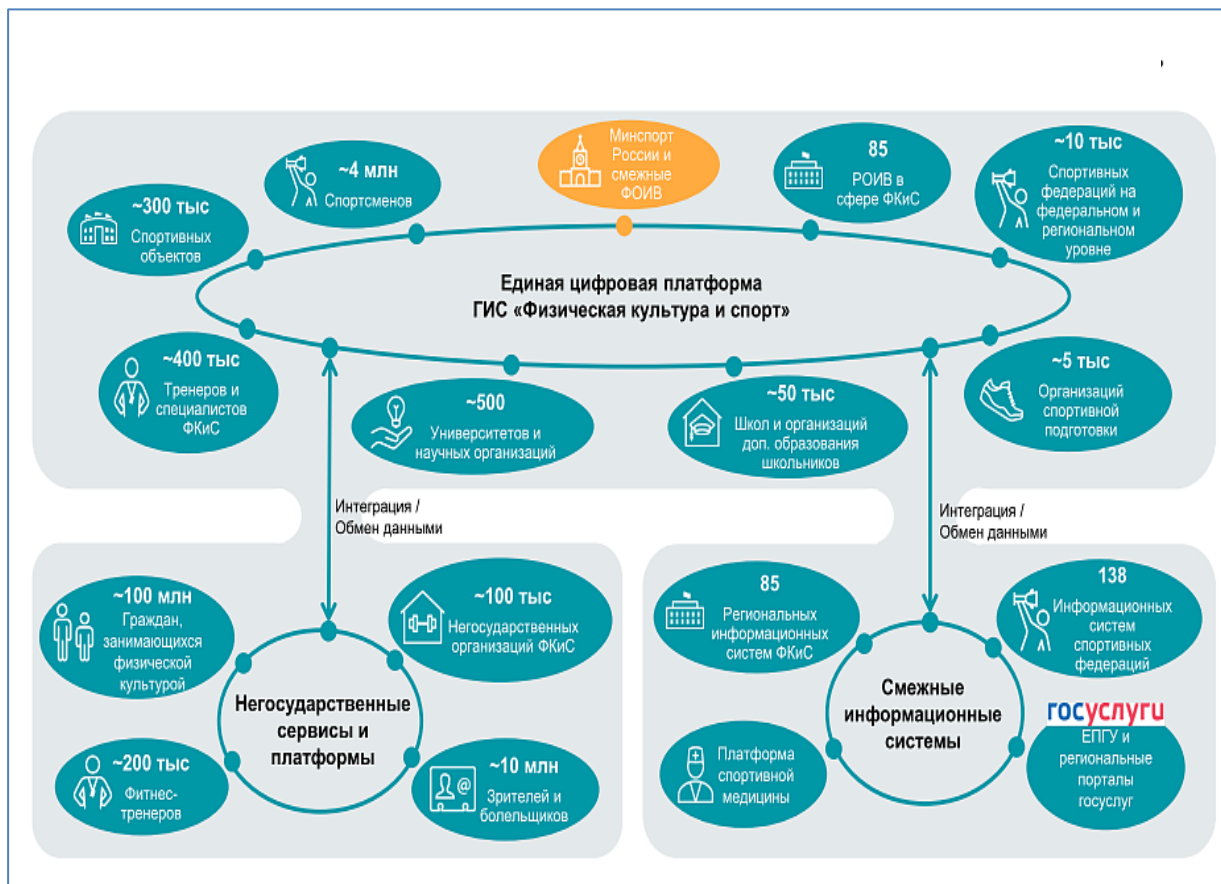 Минспорт
России и
смежные
ФОИВ
85
РОИВ в
сфере ФКиС
~10 тыс
Спортивных
федераций на
федеральном и
региональном
уровне
~4 млн
Спортсменов
~300 тыс
Спортивных
объектов
Единая цифровая платформа
ГИС «Физическая культура и спорт»
~400 тыс
Тренеров и
специалистов
ФКиС
~500
Университетов и
научных организаций
~50 тыс
Школ и организаций
доп. образования
школьников
~5 тыс
Организаций
спортивной
подготовки
Интеграция /
Обмен данными
Интеграция /
Обмен данными
~100 млн
Граждан,
занимающихся
физической
культурой
~100 тыс
Негосударственных
организаций ФКиС
Негосударственные
сервисы и
платформы
~200 тыс
Фитнес-
тренеров
~10 млн
Зрителей и
болельщиков
85
Региональных
информационных
систем ФКиС
138
Информационных
систем
спортивных
федераций
Смежные
информационные
системы
Платформа
спортивной
медицины
госуслуги
ЕПГУ и
региональные
порталы
госуслуг